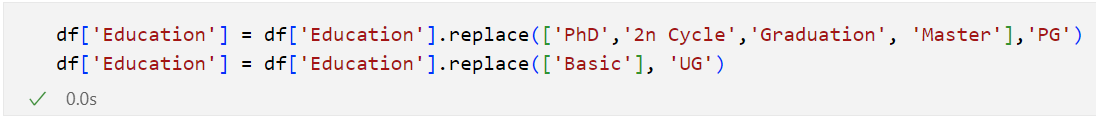 df['Education'] = df['Education'].replace(['PhD','2n Cycle','Graduation', 'Master'],'PG')
df['Education'] = df['Education'].replace(['Basic'], 'UG')
0.0s